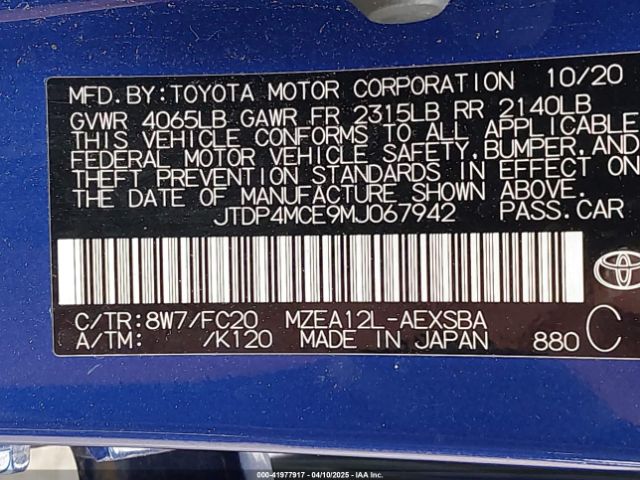 MFD. BY: TOYOTA MOTOR CORPORATION 10/20
GVWR 4065LB GAWR FR 2315LB RR 2140LB
THIS VEHICLE CONFORMS TO ALL APPLICABLE
FEDERAL MOTOR VEHICLE SAFETY, BUMPER, AND
THEFT PREVENTION STANDARDS IN EFFECT ON
THE DATE OF MANUFACTURE SHOWN ABOVE.
JTDP4MCE9MJ067942 PASS. CAR
C/TR: 8W7/FC20 MZEA12L-AEXSBA
A/TM: /K120 MADE IN JAPAN 880 C
000-41977917 04/10/2025 IAA Inc.